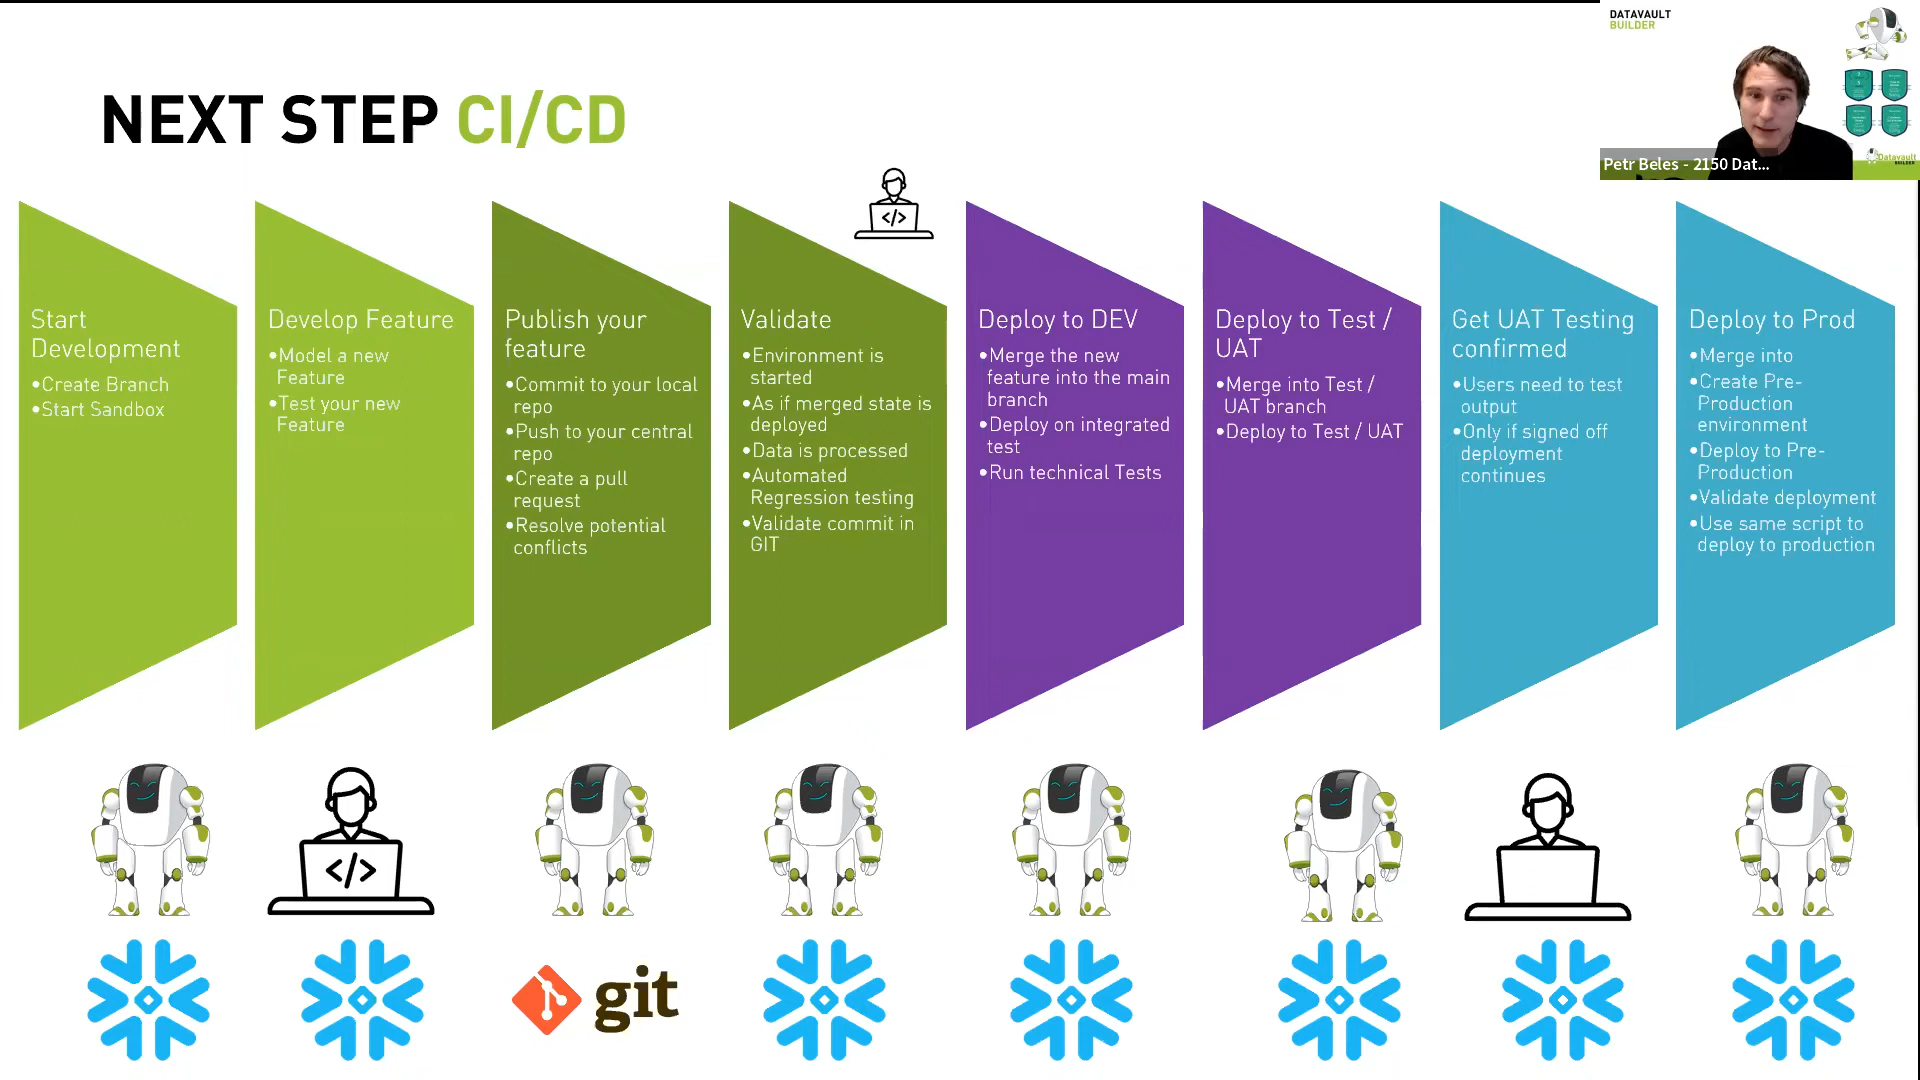 DATAVAULT
BUILDER
Petr Beles - 2150 Dat...
Datavault
BUILDER
NEXT STEP CI/CD
</>
Start
Development
•Create Branch
•Start Sandbox
Develop Feature
•Model a new
Feature
•Test your new
Feature
Publish your
feature
•Commit to your local
repo
•Push to your central
repo
•Create a pull
request
•Resolve potential
conflicts
Validate
•Environment is
started
•As if merged state is
deployed
•Data is processed
•Automated
Regression testing
•Validate commit in
GIT
Deploy to DEV
•Merge the new
feature into the main
branch
•Deploy on integrated
test
•Run technical Tests
Deploy to Test /
UAT
•Merge into Test /
UAT branch
•Deploy to Test / UAT
Get UAT Testing
confirmed
•Users need to test
output
•Only if signed off
deployment
continues
Deploy to Prod
•Merge into
•Create Pre-
Production
environment
•Deploy to Pre-
Production
•Validate deployment
•Use same script to
deploy to production
</>
git